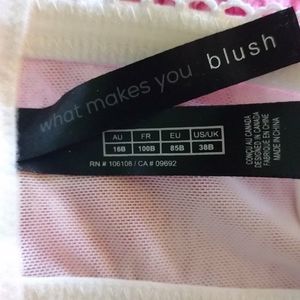 what makes you blush
AU FR EU US/UK
16B 100B 85B 38B
RN # 106108 / CA # 09692
CONÇU AU CANADA
DESIGNED IN CANADA
FABRIQUÉ EN CHINE
MADE IN CHINA